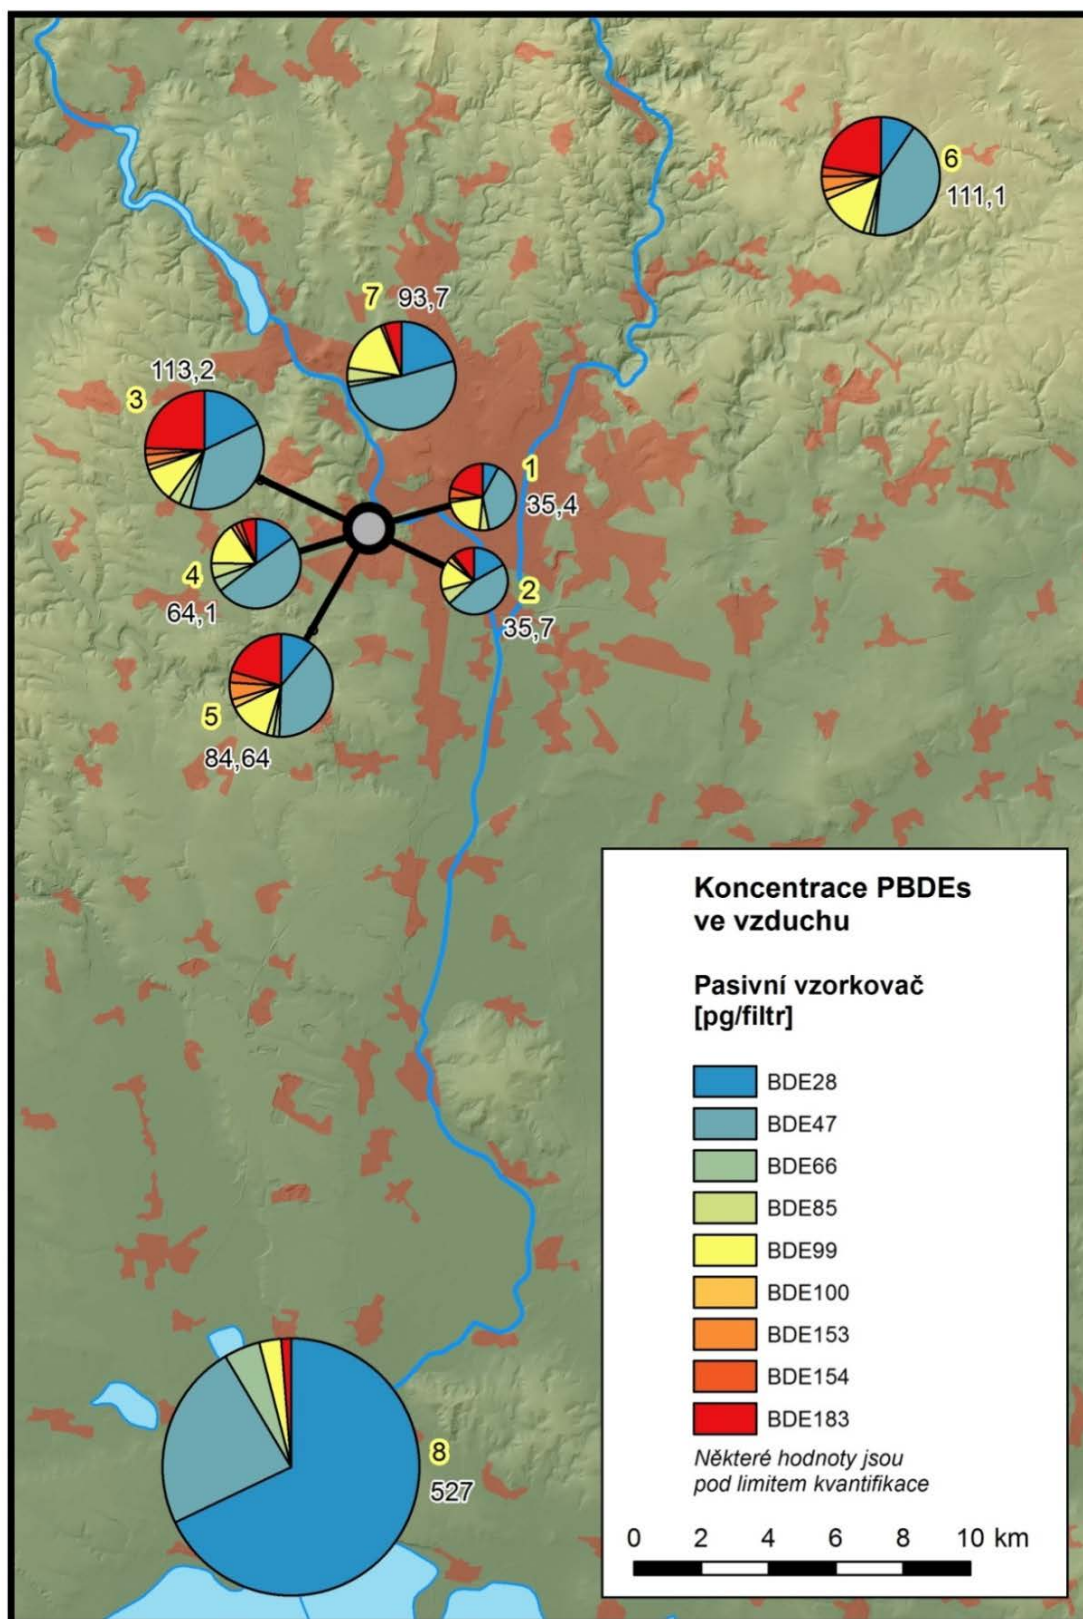 6
111,1
7
93,7
113,2
3
1
35,4
4
64,1
2
35,7
5
84,64
8
527
Koncentrace PBDEs
ve vzduchu
Pasivní vzorkovač
[pg/filtr]
BDE28
BDE47
BDE66
BDE85
BDE99
BDE100
BDE153
BDE154
BDE183
Některé hodnoty jsou
pod limitem kvantifikace
0 2 4 6 8 10 km